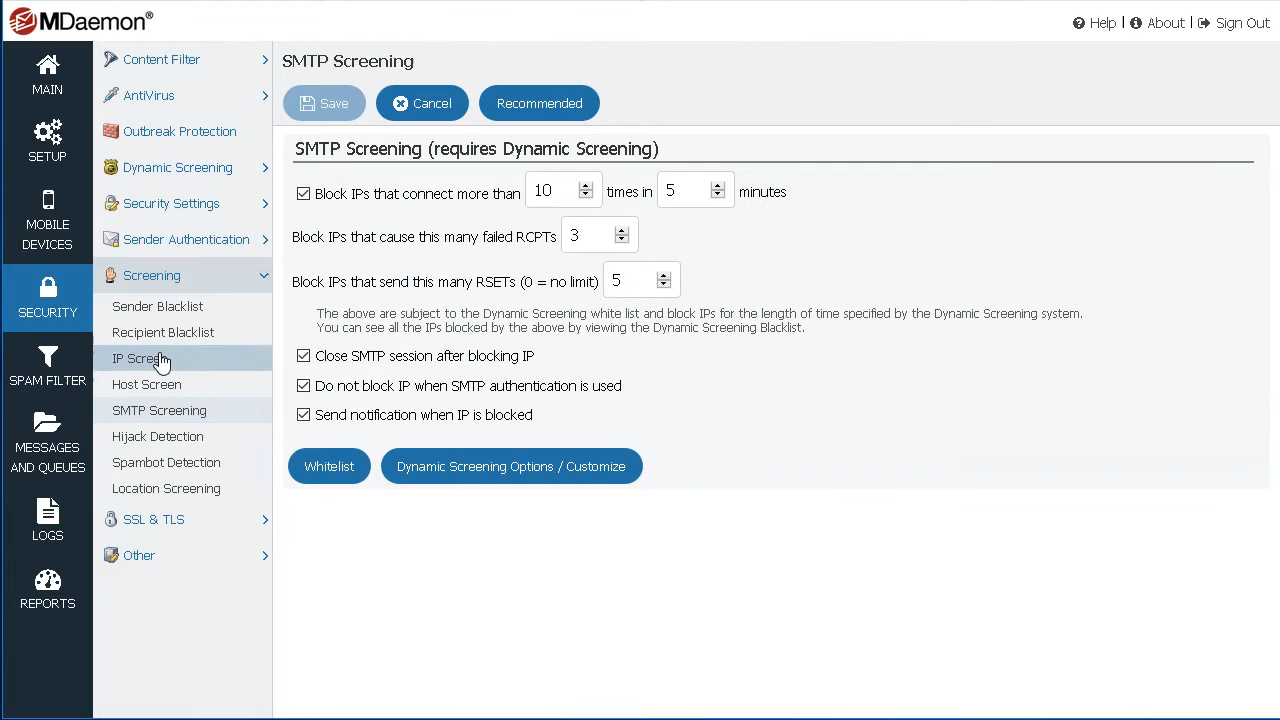 MDaemon®
Help | About | Sign Out
MAIN
SETUP
MOBILE
DEVICES
SECURITY
SPAM FILTER
MESSAGES
AND QUEUES
LOGS
REPORTS
Content Filter
AntiVirus
Outbreak Protection
Dynamic Screening
Security Settings
Sender Authentication
Screening
Sender Blacklist
Recipient Blacklist
IP Screen
Host Screen
SMTP Screening
Hijack Detection
Spambot Detection
Location Screening
SSL & TLS
Other
SMTP Screening
Save Cancel Recommended
SMTP Screening (requires Dynamic Screening)
Block IPs that connect more than 10 times in 5 minutes
Block IPs that cause this many failed RCPTs 3
Block IPs that send this many RSETs (0 = no limit) 5
The above are subject to the Dynamic Screening white list and block IPs for the length of time specified by the Dynamic Screening system.
You can see all the IPs blocked by the above by viewing the Dynamic Screening Blacklist.
Close SMTP session after blocking IP
Do not block IP when SMTP authentication is used
Send notification when IP is blocked
Whitelist Dynamic Screening Options / Customize